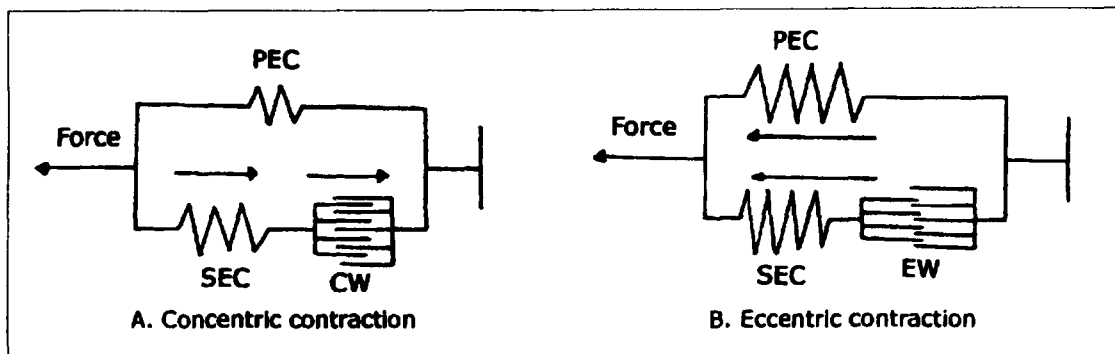 PEC
Force
SEC
CW
A. Concentric contraction
PEC
Force
SEC
EW
B. Eccentric contraction